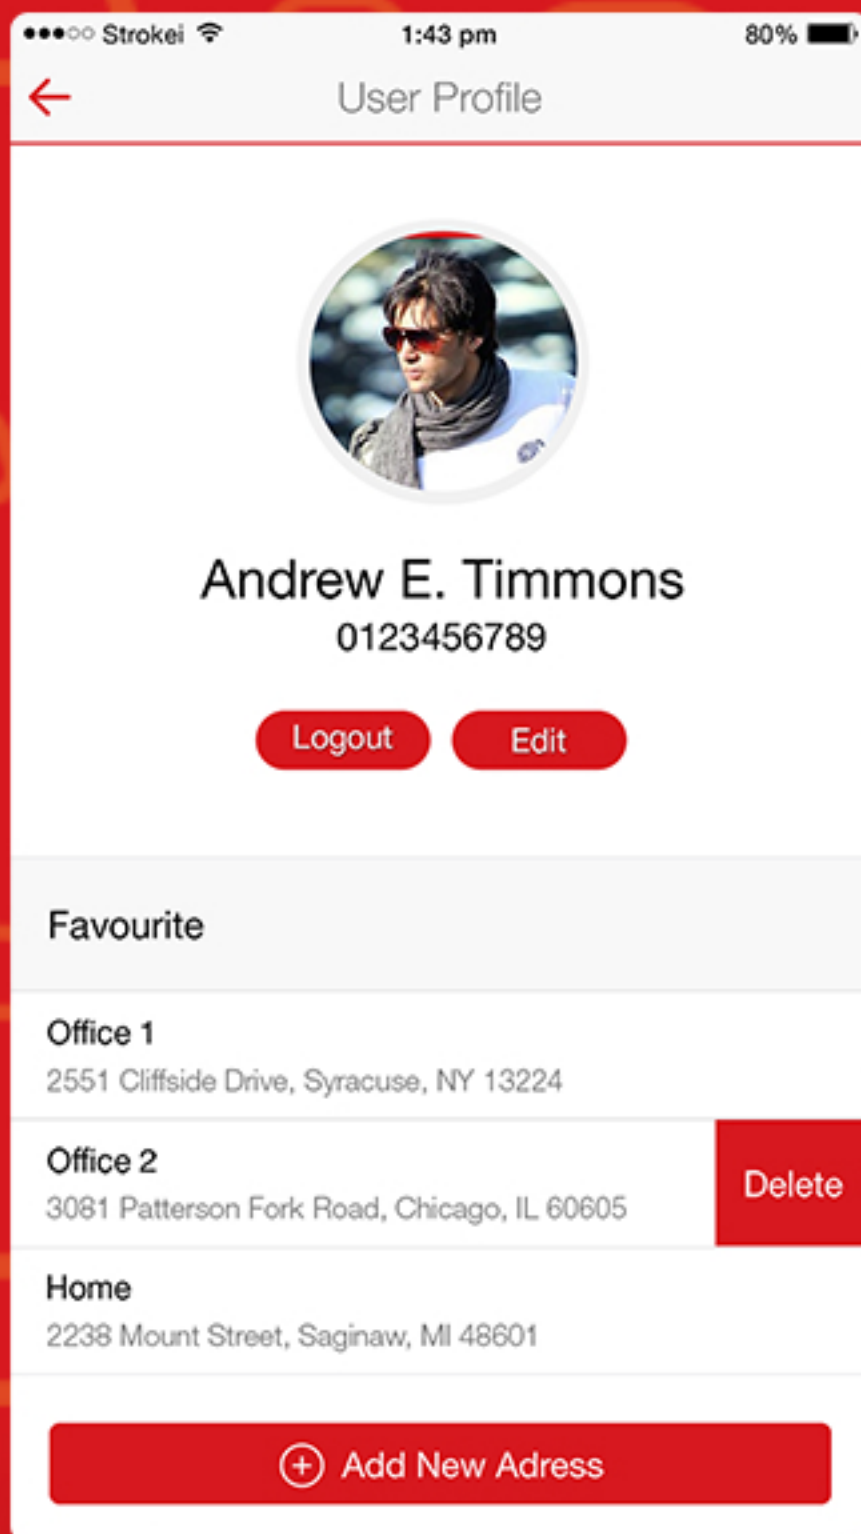 Strokei 1:43 pm 80%
User Profile
Andrew E. Timmons
0123456789
Logout Edit
Favourite
Office 1
2551 Cliffside Drive, Syracuse, NY 13224
Office 2
3081 Patterson Fork Road, Chicago, IL 60605
Delete
Home
2238 Mount Street, Saginaw, MI 48601
Add New Adress